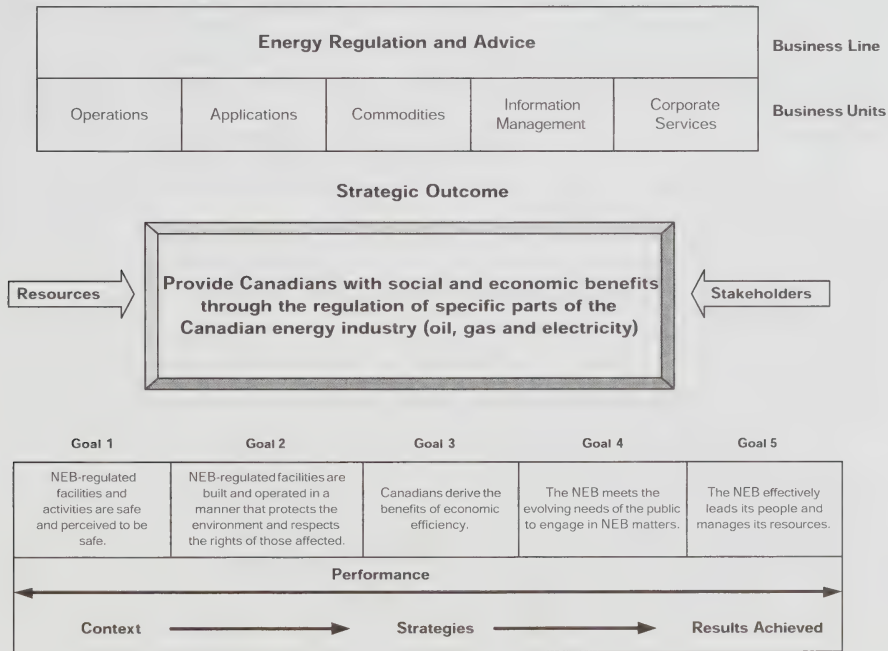 Energy Regulation and Advice
Business Line
Operations
Applications
Commodities
Information
Management
Corporate
Services
Business Units
Strategic Outcome
Resources
Provide Canadians with social and economic benefits
through the regulation of specific parts of the
Canadian energy industry (oil, gas and electricity)
Stakeholders
Goal 1
Goal 2
Goal 3
Goal 4
Goal 5
NEB-regulated
facilities and
activities are safe
and perceived to be
safe.
NEB-regulated facilities are
built and operated in a
manner that protects the
environment and respects
the rights of those affected.
Canadians derive the
benefits of economic
efficiency.
The NEB meets the
evolving needs of the public
to engage in NEB matters.
The NEB effectively
leads its people and
manages its resources.
Performance
Context
Strategies
Results Achieved